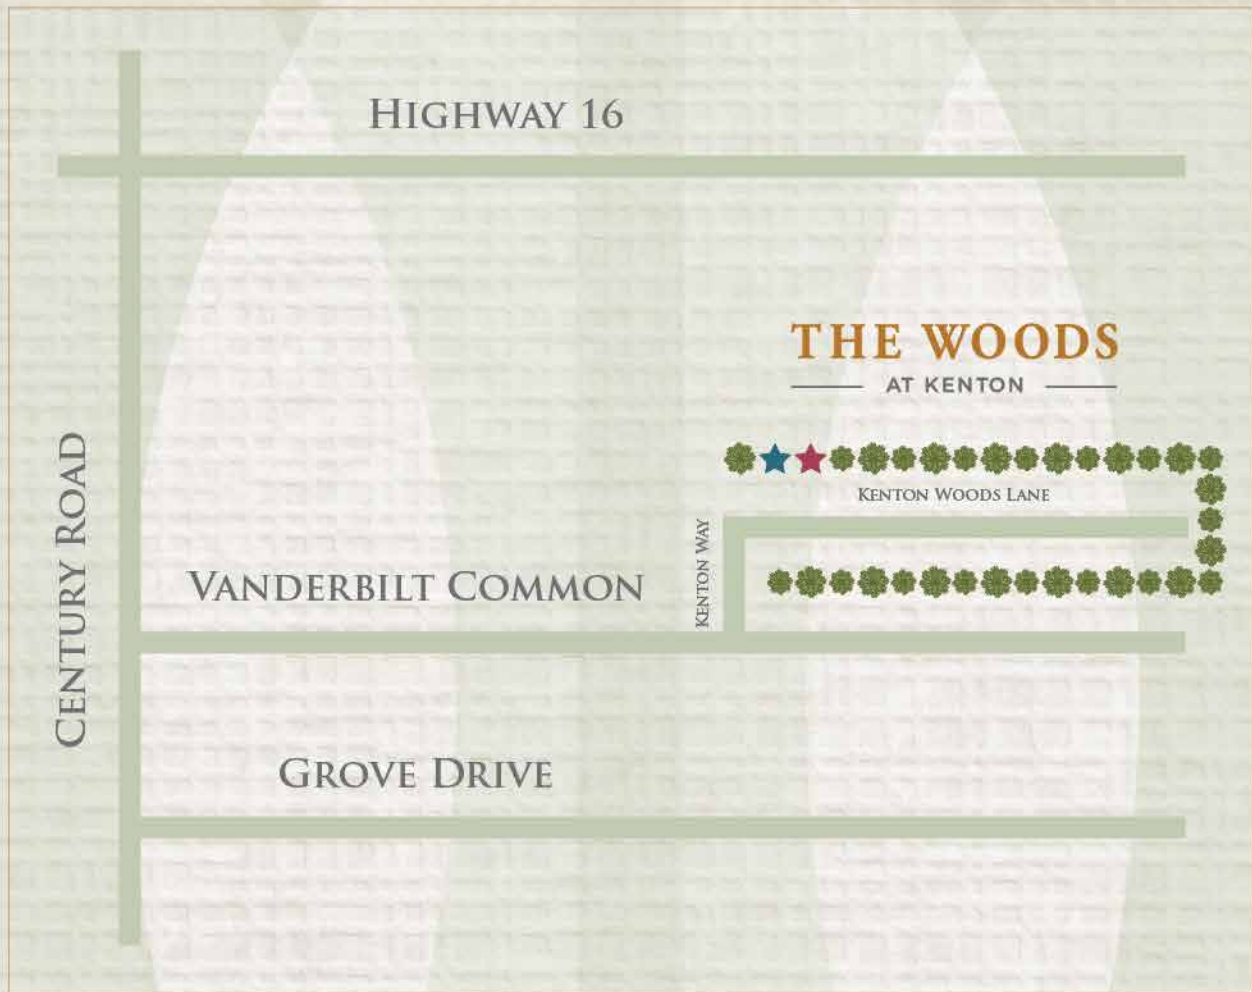 HIGHWAY 16
THE WOODS
AT KENTON
KENTON WOODS LANE
KENTON WAY
VANDERBILT COMMON
CENTURY ROAD
GROVE DRIVE